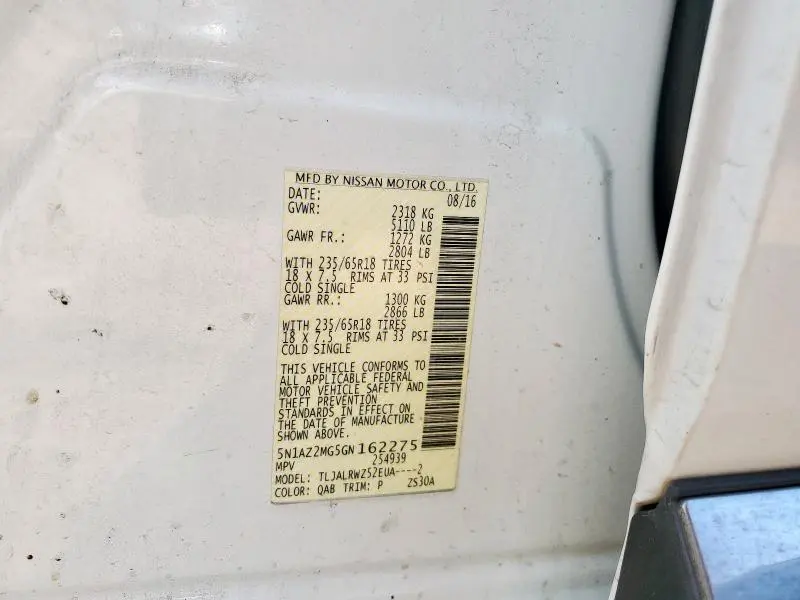 MFD BY NISSAN MOTOR CO., LTD.
DATE: 08/16
GVWR: 2318 KG
5110 LB
GAWR FR.: 1272 KG
2804 LB
WITH 235/65R18 TIRES
18 X 7.5 RIMS AT 33 PSI
COLD SINGLE
GAWR RR.: 1300 KG
2866 LB
WITH 235/65R18 TIRES
18 X 7.5 RIMS AT 33 PSI
COLD SINGLE
THIS VEHICLE CONFORMS TO
ALL APPLICABLE FEDERAL
MOTOR VEHICLE SAFETY AND
THEFT PREVENTION
STANDARDS IN EFFECT ON
THE DATE OF MANUFACTURE
SHOWN ABOVE.
5N1AZ2MG5GN162275
MPV 254939
MODEL: TLJALRWZ52EUA----2
COLOR: QAB TRIM: P ZS30A